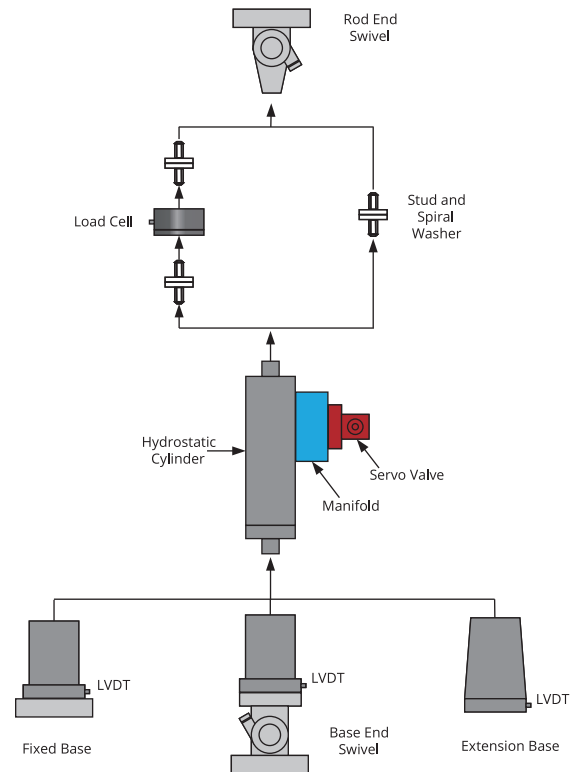 Rod End
Swivel
Load Cell
Stud and
Spiral
Washer
Hydrostatic
Cylinder
Servo Valve
Manifold
LVDT
LVDT
LVDT
Fixed Base
Base End
Swivel
Extension Base